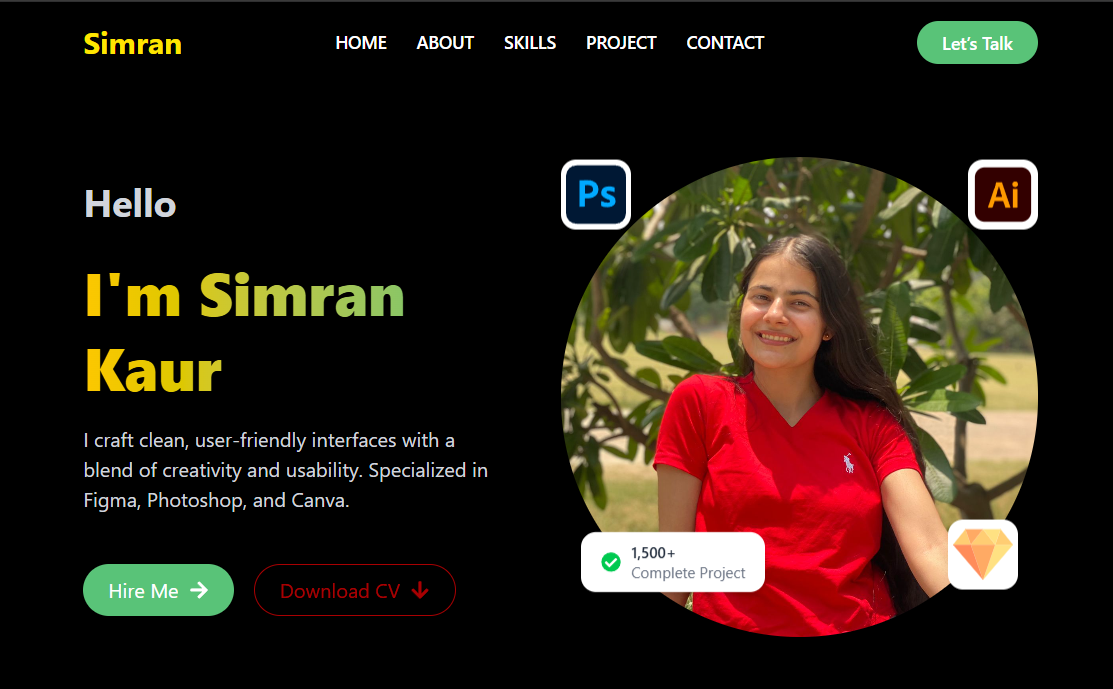 Simran
HOME ABOUT SKILLS PROJECT CONTACT
Let's Talk
Hello
I'm Simran
Kaur
I craft clean, user-friendly interfaces with a
blend of creativity and usability. Specialized in
Figma, Photoshop, and Canva.
Hire Me
Download CV
Ps
Ai
1,500+
Complete Project